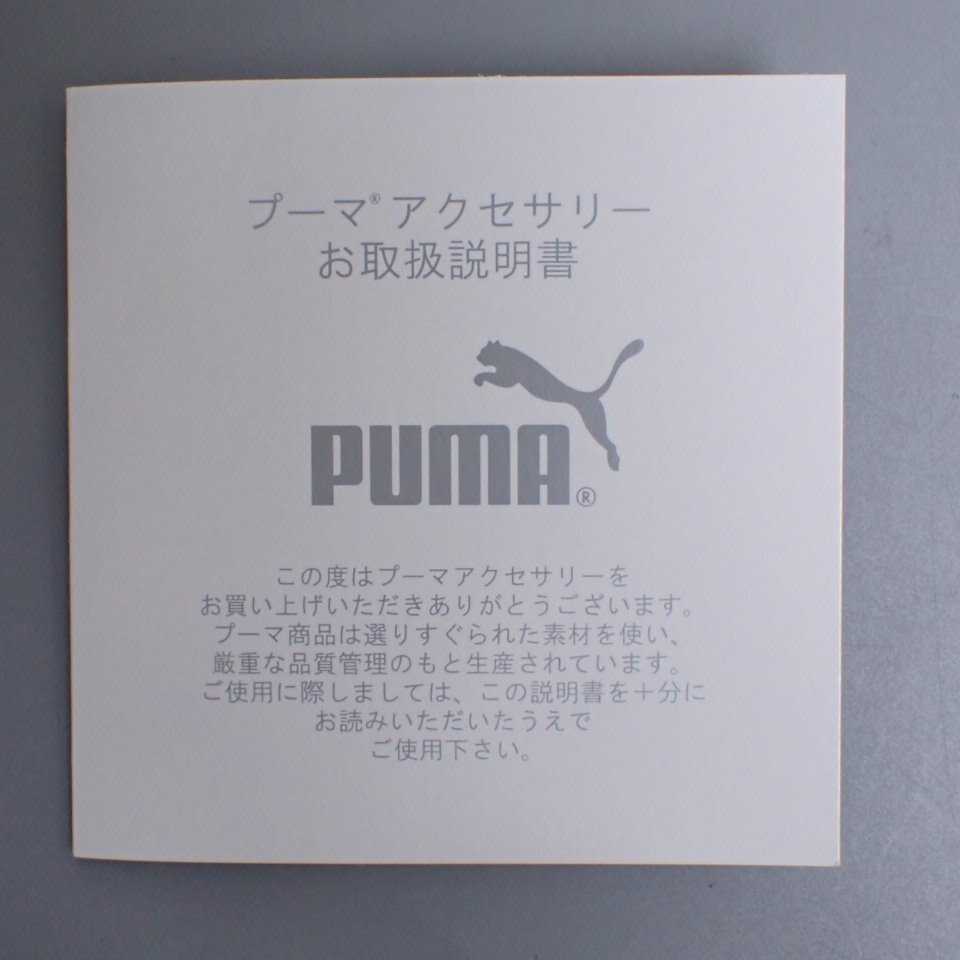 プーマ®アクセサリー
お取扱説明書
PUMA®
この度はプーマアクセサリーを
お買い上げいただきありがとうございます。
プーマ商品は選りすぐられた素材を使い、
厳重な品質管理のもと生産されています。
ご使用に際しましては、この説明書を十分に
お読みいただいたうえで
ご使用下さい。